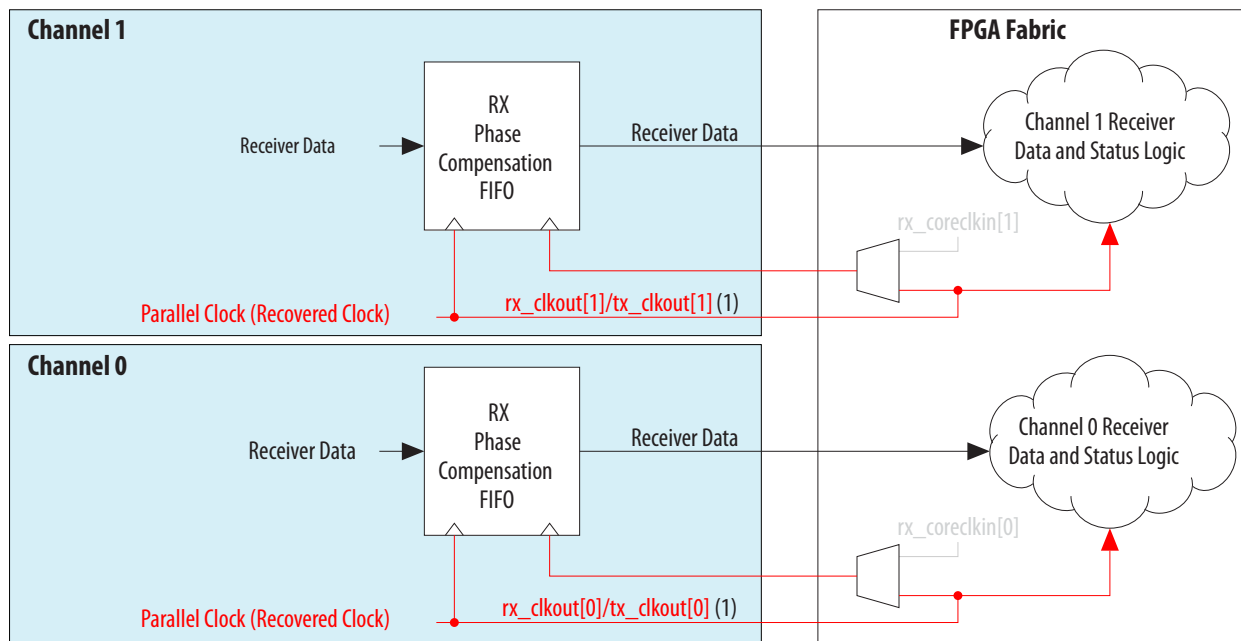 Channel 1
FPGA Fabric
RX
Phase
Compensation
FIFO
Receiver Data
Receiver Data
Channel 1 Receiver
Data and Status Logic
rx_coreclkin[1]
rx_clkout[1]/tx_clkout[1] (1)
Parallel Clock (Recovered Clock)
Channel 0
RX
Phase
Compensation
FIFO
Receiver Data
Receiver Data
Channel 0 Receiver
Data and Status Logic
rx_coreclkin[0]
rx_clkout[0]/tx_clkout[0] (1)
Parallel Clock (Recovered Clock)